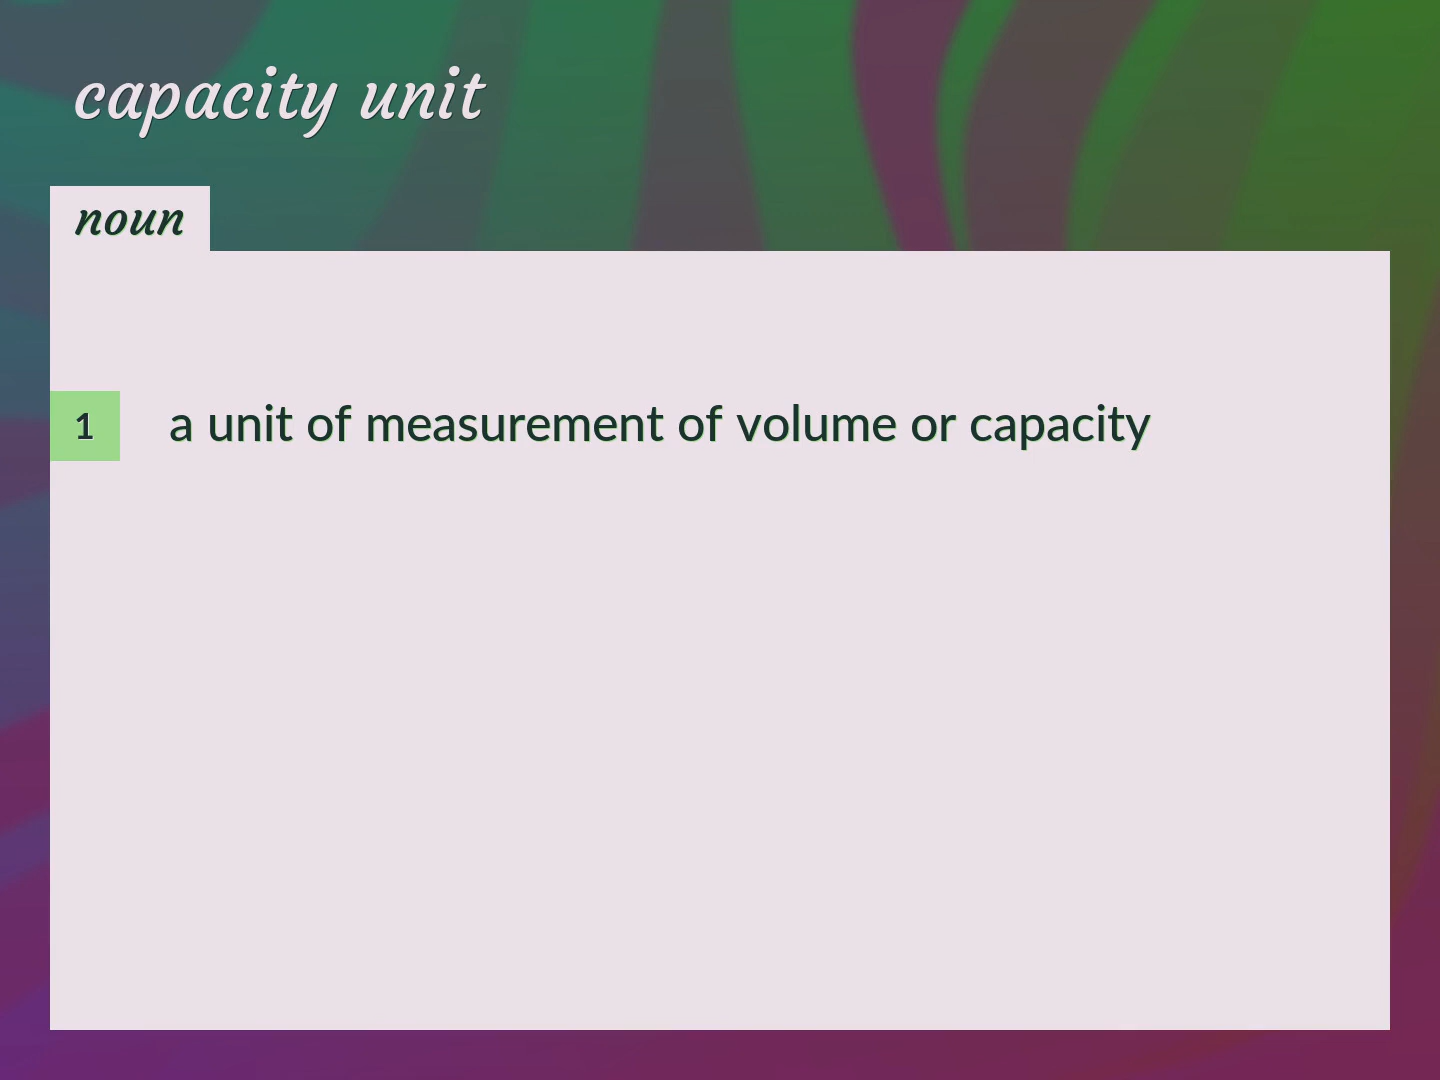 capacity unit
noun
1 a unit of measurement of volume or capacity